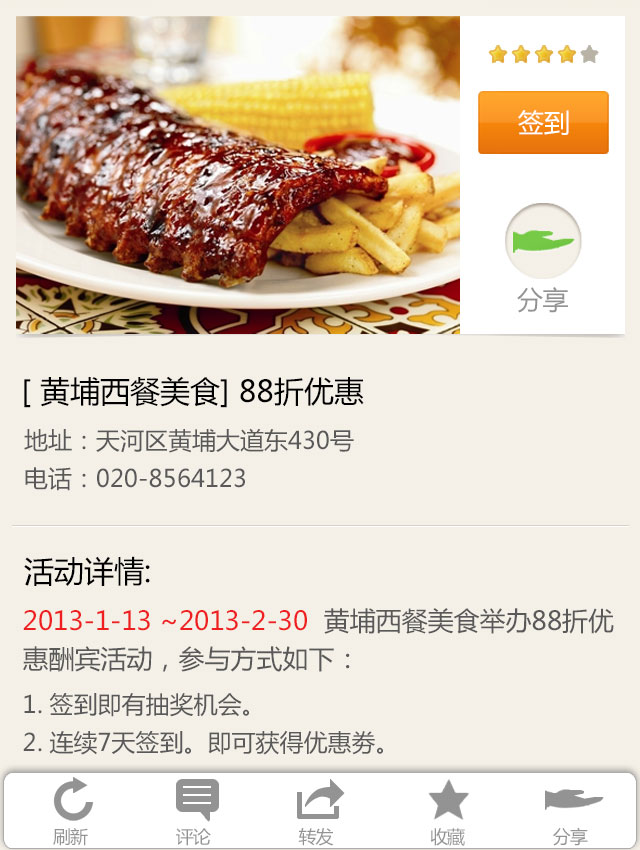 签到
分享
[ 黄埔西餐美食] 88折优惠
地址：天河区黄埔大道东430号
电话：020-8564123
活动详情:
2013-1-13 ~2013-2-30 黄埔西餐美食举办88折优
惠酬宾活动，参与方式如下：
1. 签到即有抽奖机会。
2. 连续7天签到。即可获得优惠劵。
刷新 评论 转发 收藏 分享